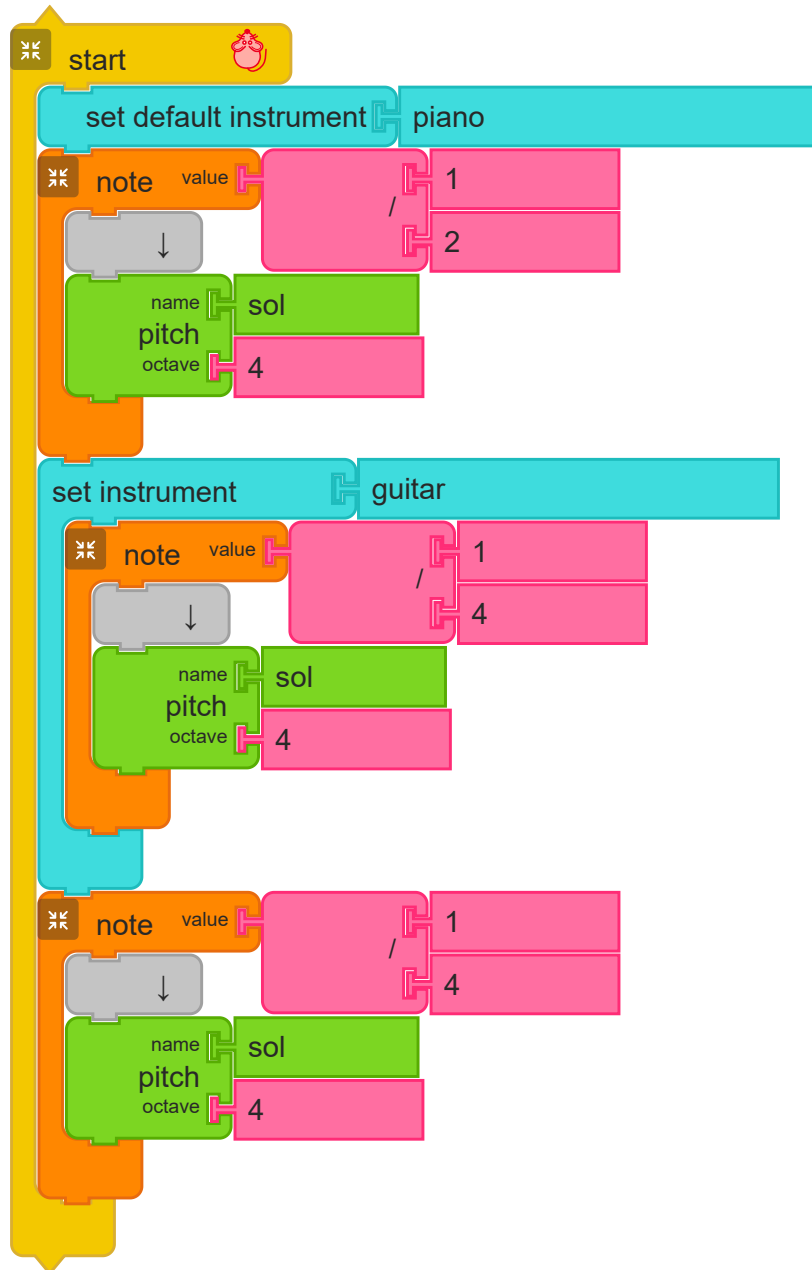 start
set default instrument piano
note value 1
/
2
↓
name sol
pitch
octave 4
set instrument guitar
note value 1
/
4
↓
name sol
pitch
octave 4
note value 1
/
4
↓
name sol
pitch
octave 4